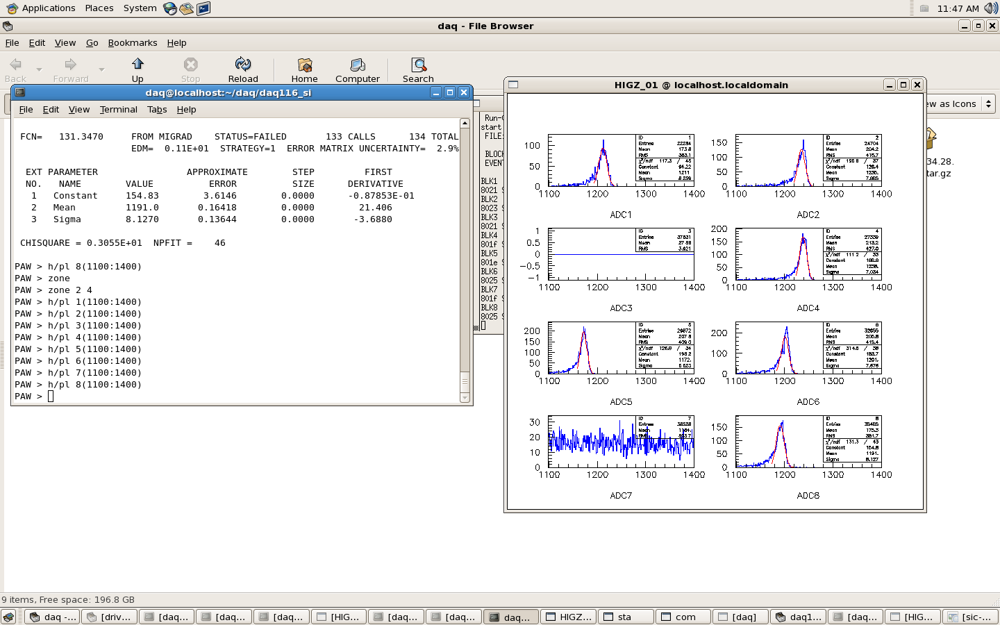 Applications Places System 11:47 AM
daq - File Browser
File Edit View Go Bookmarks Help
Back Forward Up Stop Reload Home Computer Search
ew as Icons
34.28.
tar.gz
daq@localhost:~/daq/daq116_si
File Edit View Terminal Tabs Help
FCN= 131.3470 FROM MIGRAD STATUS=FAILED 133 CALLS 134 TOTAL
EDM= 0.11E+01 STRATEGY=1 ERROR MATRIX UNCERTAINTY= 2.9%
EXT PARAMETER APPROXIMATE STEP FIRST
NO. NAME VALUE ERROR SIZE DERIVATIVE
1 Constant 154.83 3.6146 0.0000 -0.87853E-01
2 Mean 1191.0 0.16418 0.0000 21.406
3 Sigma 8.1270 0.13644 0.0000 -3.6880
CHISQUARE = 0.3055E+01 NPFIT = 46
PAW > h/pl 8(1100:1400)
PAW > zone
PAW > zone 2 4
PAW > h/pl 1(1100:1400)
PAW > h/pl 2(1100:1400)
PAW > h/pl 3(1100:1400)
PAW > h/pl 4(1100:1400)
PAW > h/pl 5(1100:1400)
PAW > h/pl 6(1100:1400)
PAW > h/pl 7(1100:1400)
PAW > h/pl 8(1100:1400)
PAW >
Run-
start
FILE:
BLOC
EVEN
BLK1
8021
BLK2
8023
BLK3
8021
BLK4
801f
BLK5
801e
BLK6
8025
BLK7
801f
BLK8
8025
HIGZ_01 @ localhost.localdomain
100
50
0
1100 1200 1300 1400
ID 1
Entries 22284
Mean 173.8
RMS 383.1
χ²/ndf 117.3 / 45
Constant 94.22
Mean 1211.
Sigma 8.259
ADC1
150
100
50
0
1100 1200 1300 1400
ID 2
Entries 24704
Mean 204.2
RMS 415.7
χ²/ndf 195.8 / 37
Constant 128.4
Mean 1236.
Sigma 7.665
ADC2
1
0.5
0
−0.5
−1
1100 1200 1300 1400
ID 3
Entries 37631
Mean 27.88
RMS 3.921
ADC3
200
150
100
50
0
1100 1200 1300 1400
ID 4
Entries 27339
Mean 213.2
RMS 427.0
χ²/ndf 111.2 / 33
Constant 166.6
Mean 1238.
Sigma 7.034
ADC4
200
150
100
50
0
1100 1200 1300 1400
ID 5
Entries 29872
Mean 207.8
RMS 409.0
χ²/ndf 126.8 / 34
Constant 198.2
Mean 1172.
Sigma 6.623
ADC5
200
100
0
1100 1200 1300 1400
ID 6
Entries 32655
Mean 206.8
RMS 415.4
χ²/ndf 314.6 / 38
Constant 183.7
Mean 1201.
Sigma 7.676
ADC6
30
20
10
0
1100 1200 1300 1400
ID 7
Entries 38528
Mean
RMS
ADC7
150
100
50
0
1100 1200 1300 1400
ID 8
Entries 35485
Mean 175.3
RMS 381.7
χ²/ndf 131.3 / 43
Constant 154.8
Mean 1191.
Sigma 8.127
ADC8
9 items, Free space: 196.8 GB
daq -... [driv... [daq... [daq... [daq... [HIG... [daq... [daq... daq... HIGZ... sta com [daq] daq1... [daq... [HIG... [sic-...